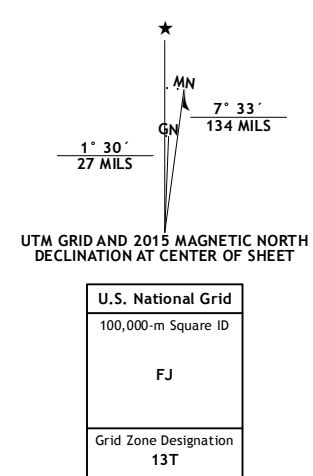 ★
MN
7° 33´
134 MILS
GN
1° 30´
27 MILS
UTM GRID AND 2015 MAGNETIC NORTH
DECLINATION AT CENTER OF SHEET
U.S. National Grid
100,000-m Square ID
FJ
Grid Zone Designation
13T